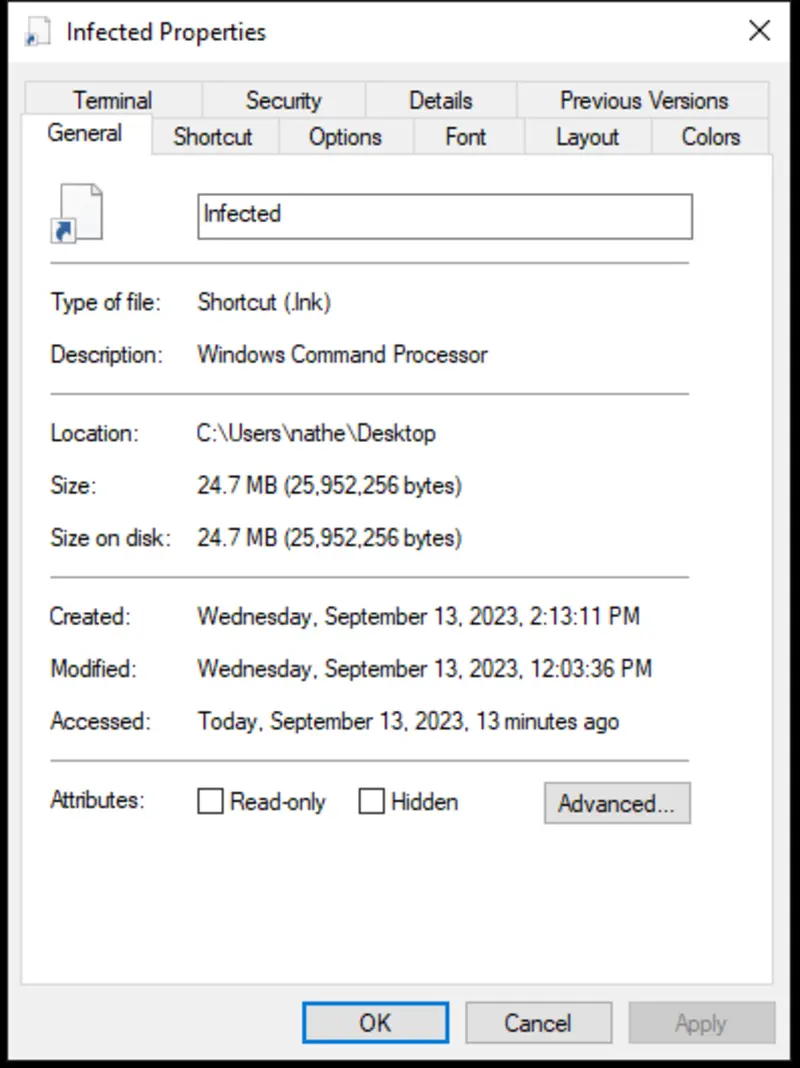 Infected Properties
Terminal Security Details Previous Versions
General Shortcut Options Font Layout Colors
Infected
Type of file: Shortcut (.lnk)
Description: Windows Command Processor
Location: C:\Users\nathe\Desktop
Size: 24.7 MB (25,952,256 bytes)
Size on disk: 24.7 MB (25,952,256 bytes)
Created: Wednesday, September 13, 2023, 2:13:11 PM
Modified: Wednesday, September 13, 2023, 12:03:36 PM
Accessed: Today, September 13, 2023, 13 minutes ago
Attributes: Read-only Hidden Advanced...
OK Cancel Apply